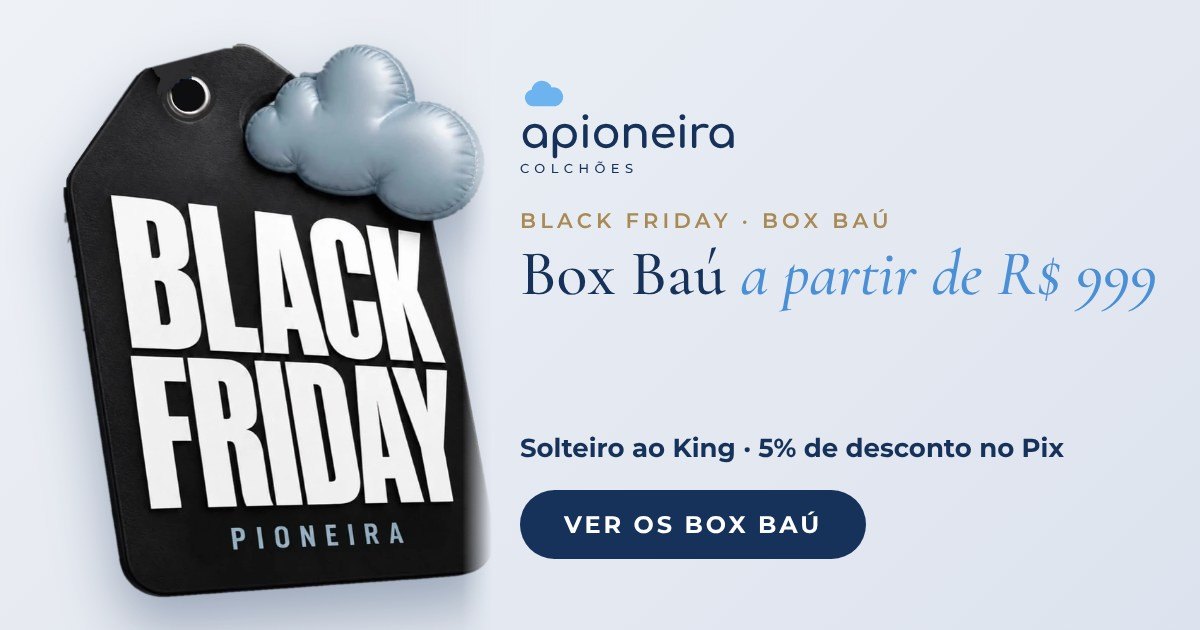 BLACK
FRIDAY
PIONEIRA
apioneira
COLCHÕES
BLACK FRIDAY · BOX BAÚ
Box Baú a partir de R$ 999
Solteiro ao King · 5% de desconto no Pix
VER OS BOX BAÚ